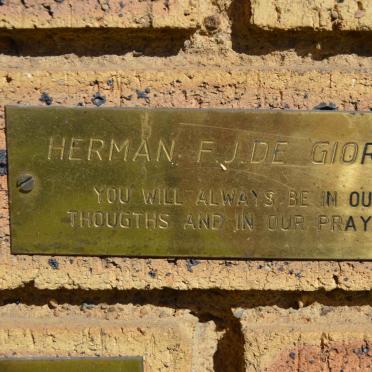 HERMAN F.J.DE GIOR
YOU WILL ALWAYS BE IN OU
THOUGTHS AND IN OUR PRAY